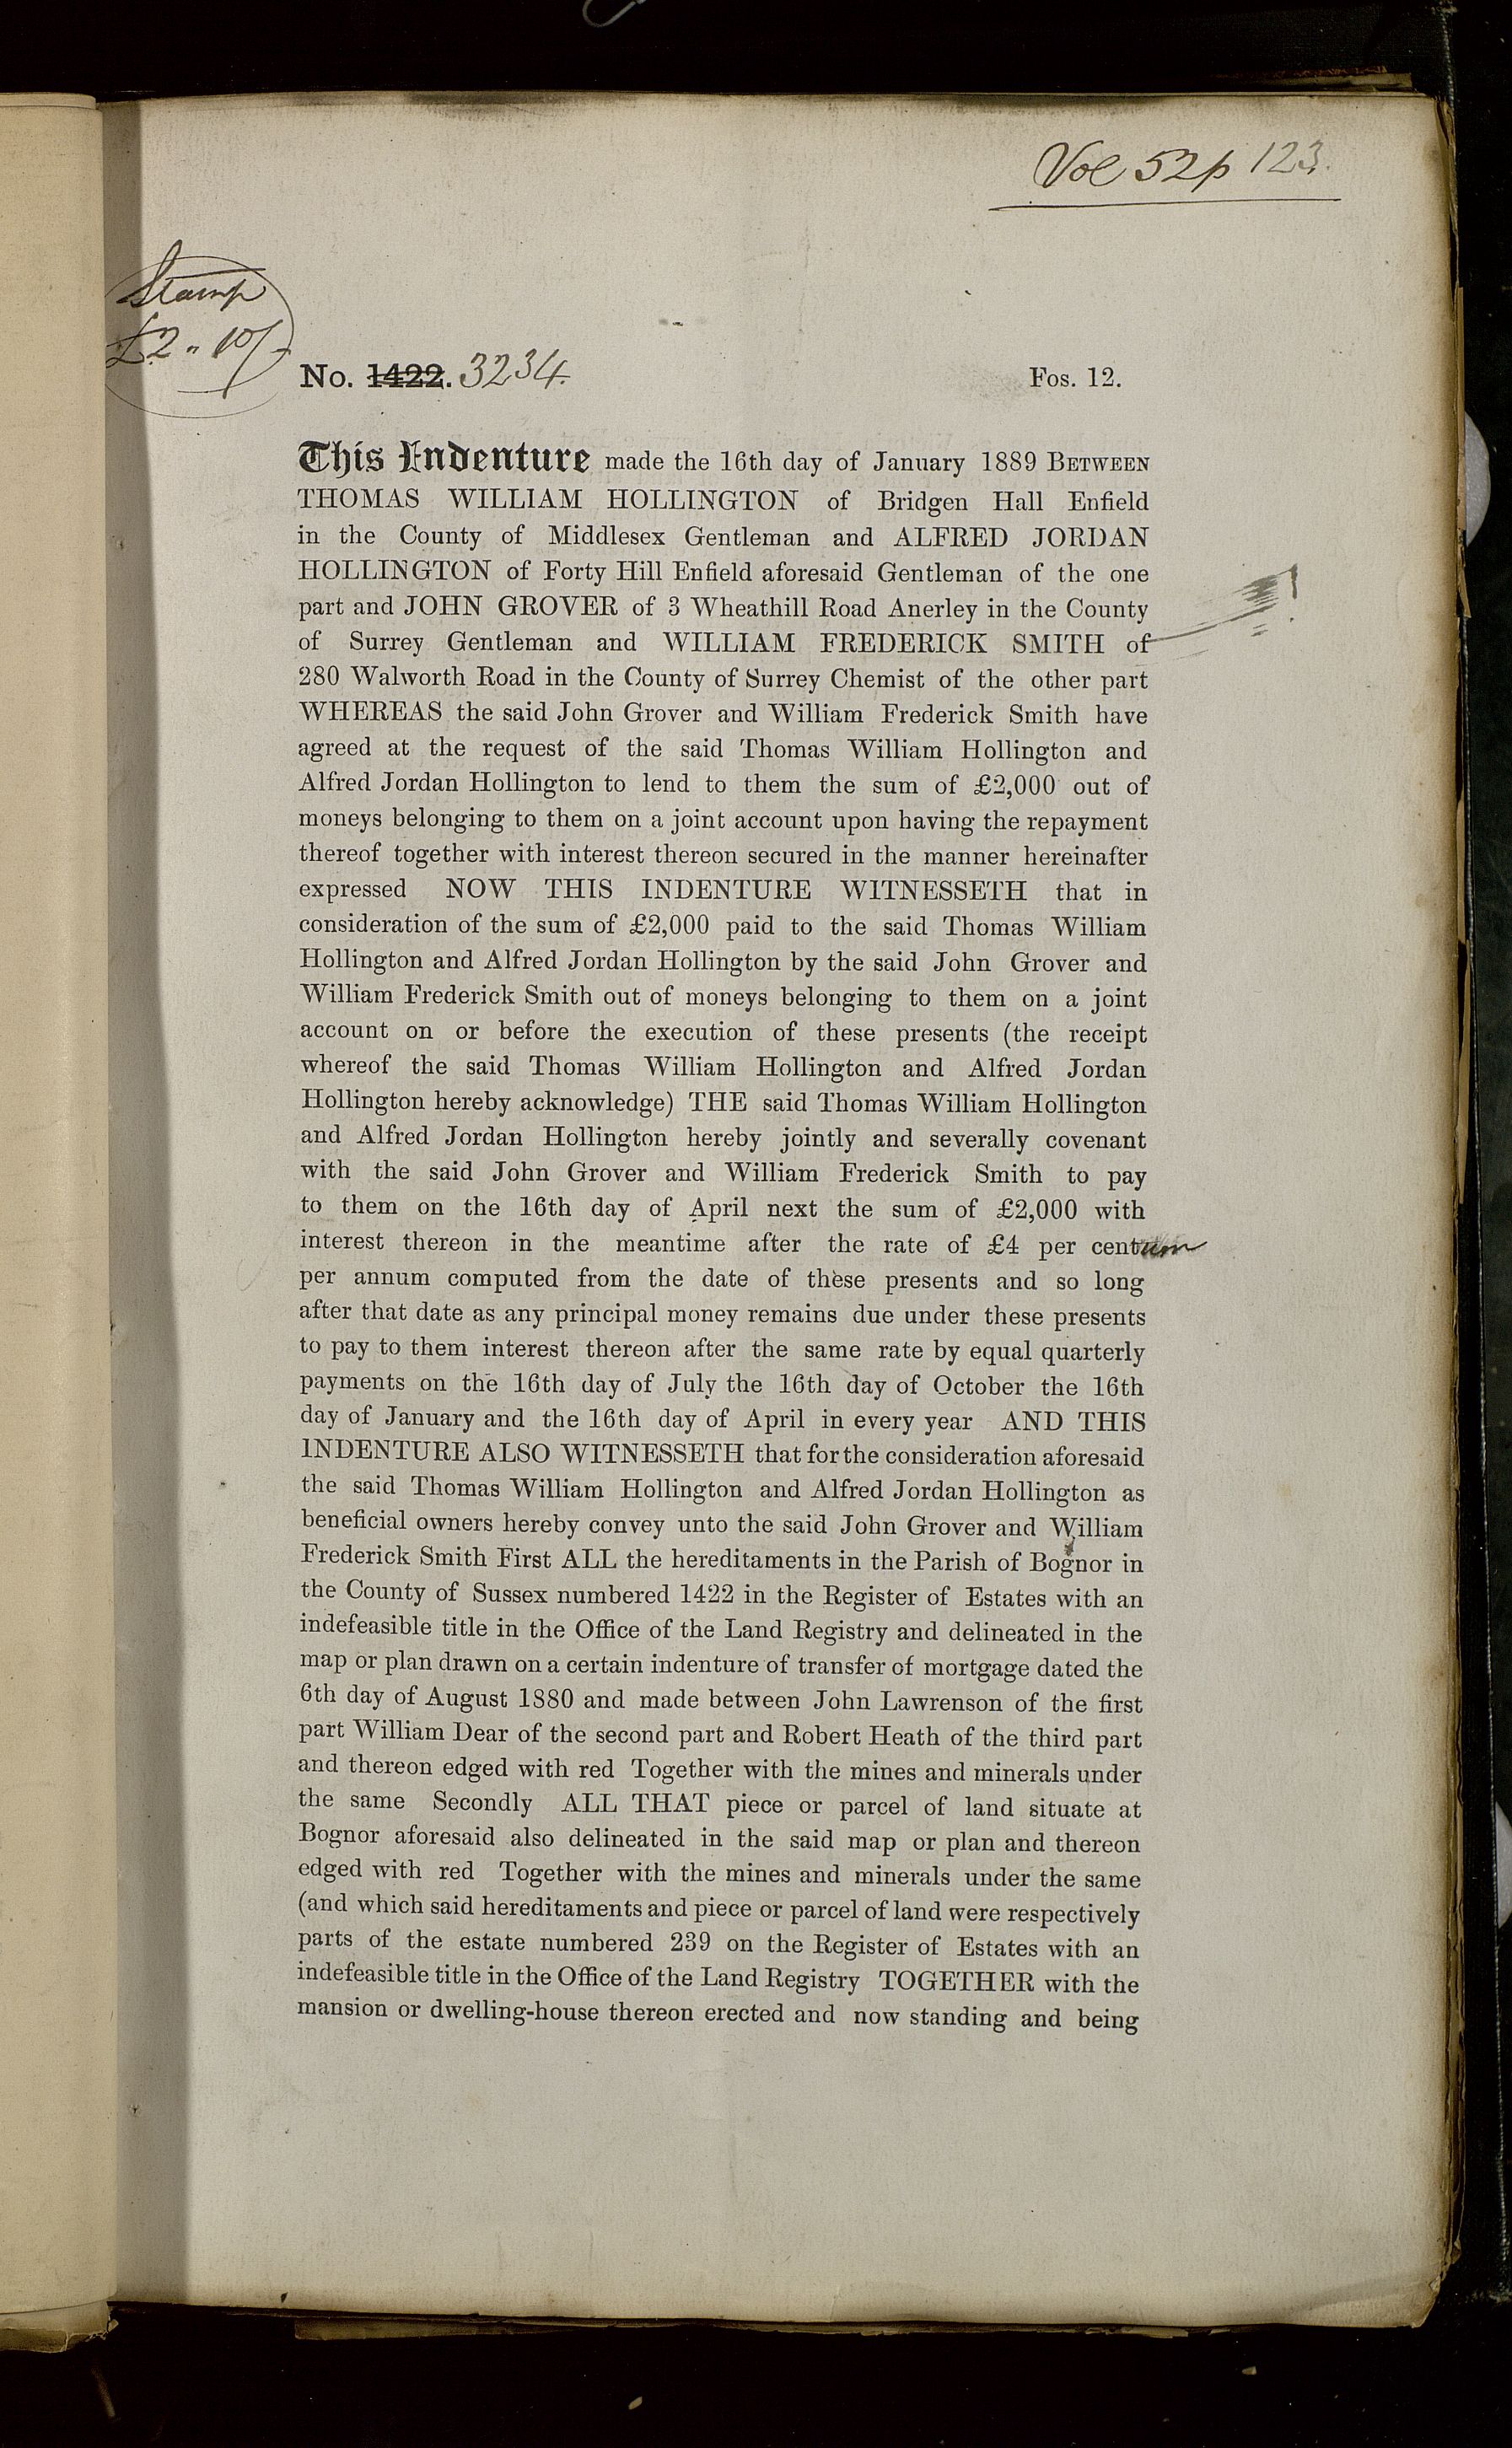 Vol 52 p 123.
Stamp
£2 " 10/-
No. 1422. 3234.
Fos. 12.
This Indenture made the 16th day of January 1889 BETWEEN
THOMAS WILLIAM HOLLINGTON of Bridgen Hall Enfield
in the County of Middlesex Gentleman and ALFRED JORDAN
HOLLINGTON of Forty Hill Enfield aforesaid Gentleman of the one
part and JOHN GROVER of 3 Wheathill Road Anerley in the County
of Surrey Gentleman and WILLIAM FREDERICK SMITH of
280 Walworth Road in the County of Surrey Chemist of the other part
WHEREAS the said John Grover and William Frederick Smith have
agreed at the request of the said Thomas William Hollington and
Alfred Jordan Hollington to lend to them the sum of £2,000 out of
moneys belonging to them on a joint account upon having the repayment
thereof together with interest thereon secured in the manner hereinafter
expressed NOW THIS INDENTURE WITNESSETH that in
consideration of the sum of £2,000 paid to the said Thomas William
Hollington and Alfred Jordan Hollington by the said John Grover and
William Frederick Smith out of moneys belonging to them on a joint
account on or before the execution of these presents (the receipt
whereof the said Thomas William Hollington and Alfred Jordan
Hollington hereby acknowledge) THE said Thomas William Hollington
and Alfred Jordan Hollington hereby jointly and severally covenant
with the said John Grover and William Frederick Smith to pay
to them on the 16th day of April next the sum of £2,000 with
interest thereon in the meantime after the rate of £4 per centum
per annum computed from the date of these presents and so long
after that date as any principal money remains due under these presents
to pay to them interest thereon after the same rate by equal quarterly
payments on the 16th day of July the 16th day of October the 16th
day of January and the 16th day of April in every year AND THIS
INDENTURE ALSO WITNESSETH that for the consideration aforesaid
the said Thomas William Hollington and Alfred Jordan Hollington as
beneficial owners hereby convey unto the said John Grover and William
Frederick Smith First ALL the hereditaments in the Parish of Bognor in
the County of Sussex numbered 1422 in the Register of Estates with an
indefeasible title in the Office of the Land Registry and delineated in the
map or plan drawn on a certain indenture of transfer of mortgage dated the
6th day of August 1880 and made between John Lawrenson of the first
part William Dear of the second part and Robert Heath of the third part
and thereon edged with red Together with the mines and minerals under
the same Secondly ALL THAT piece or parcel of land situate at
Bognor aforesaid also delineated in the said map or plan and thereon
edged with red Together with the mines and minerals under the same
(and which said hereditaments and piece or parcel of land were respectively
parts of the estate numbered 239 on the Register of Estates with an
indefeasible title in the Office of the Land Registry TOGETHER with the
mansion or dwelling-house thereon erected and now standing and being